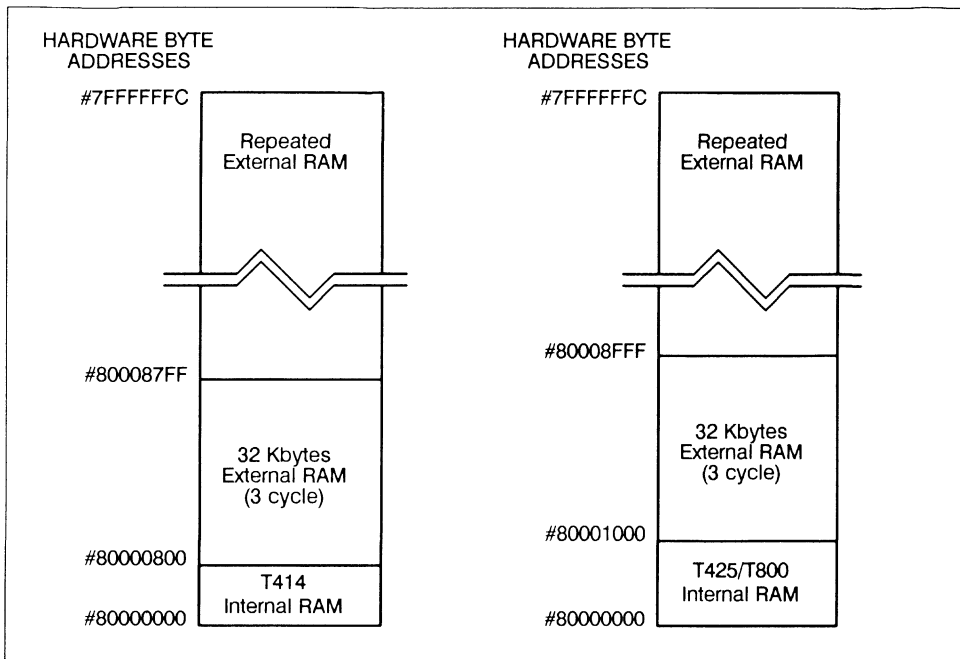 HARDWARE BYTE
ADDRESSES
#7FFFFFFC
Repeated
External RAM
#800087FF
32 Kbytes
External RAM
(3 cycle)
#80000800
T414
Internal RAM
#80000000
HARDWARE BYTE
ADDRESSES
#7FFFFFFC
Repeated
External RAM
#80008FFF
32 Kbytes
External RAM
(3 cycle)
#80001000
T425/T800
Internal RAM
#80000000